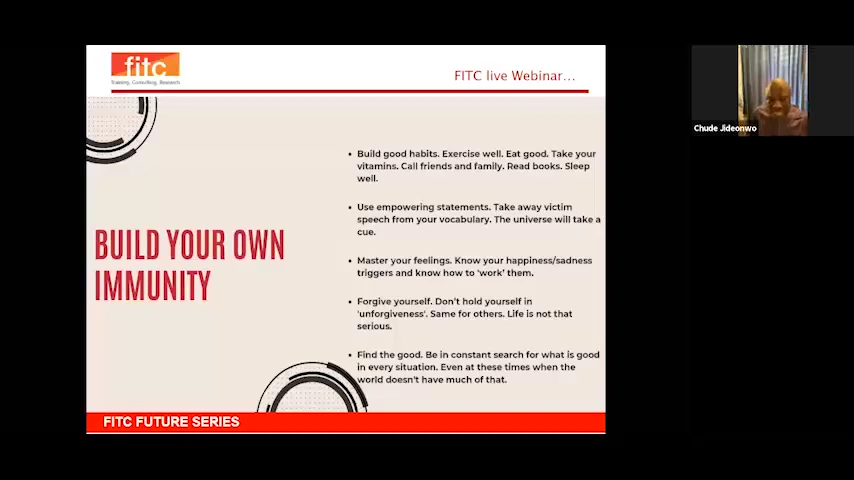 fitc
Training, Consulting, Research
FITC live Webinar...
Chude Jideonwo
BUILD YOUR OWN
IMMUNITY
• Build good habits. Exercise well. Eat good. Take your
vitamins. Call friends and family. Read books. Sleep
well.
• Use empowering statements. Take away victim
speech from your vocabulary. The universe will take a
cue.
• Master your feelings. Know your happiness/sadness
triggers and know how to 'work' them.
• Forgive yourself. Don't hold yourself in
'unforgiveness'. Same for others. Life is not that
serious.
• Find the good. Be in constant search for what is good
in every situation. Even at these times when the
world doesn't have much of that.
FITC FUTURE SERIES